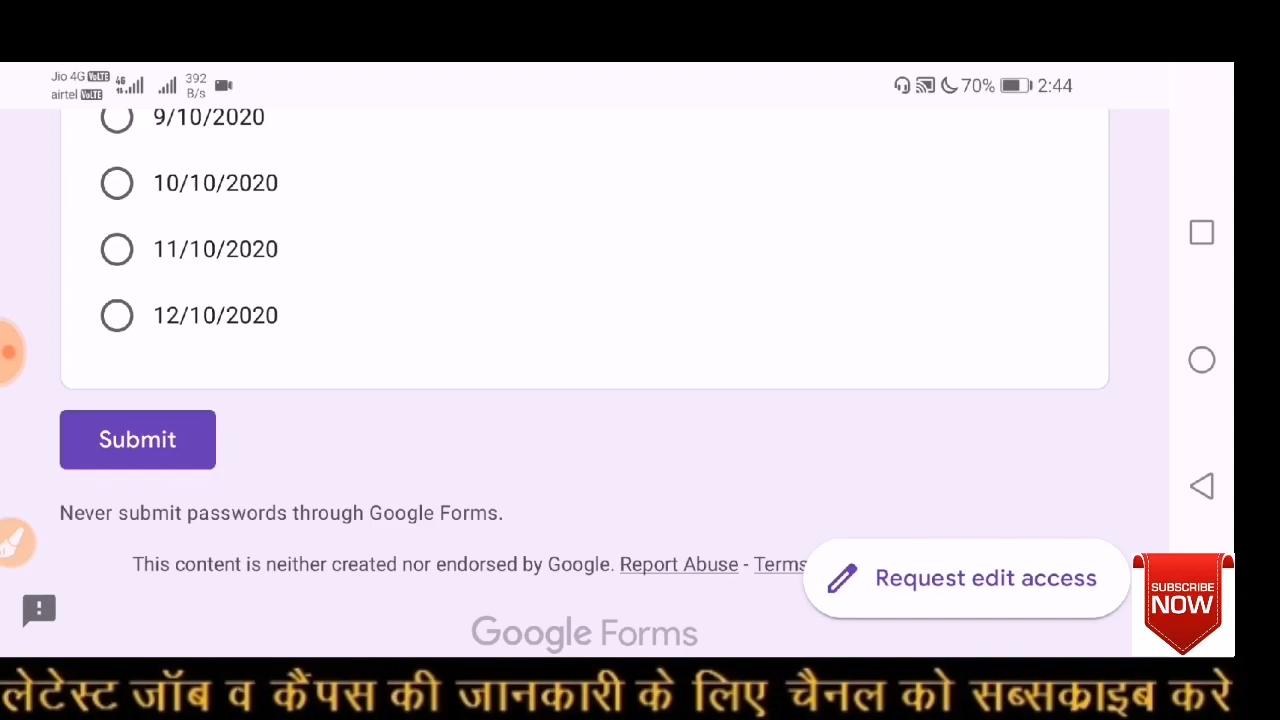 Jio 4G VoLTE 4G 392 70% 2:44
airtel VoLTE B/s
9/10/2020
10/10/2020
11/10/2020
12/10/2020
Submit
Never submit passwords through Google Forms.
This content is neither created nor endorsed by Google. Report Abuse - Terms
Request edit access
SUBSCRIBE
NOW
Google Forms
लेटेस्ट जॉब व कैंपस की जानकारी के लिए चैनल को सब्सक्राइब करे